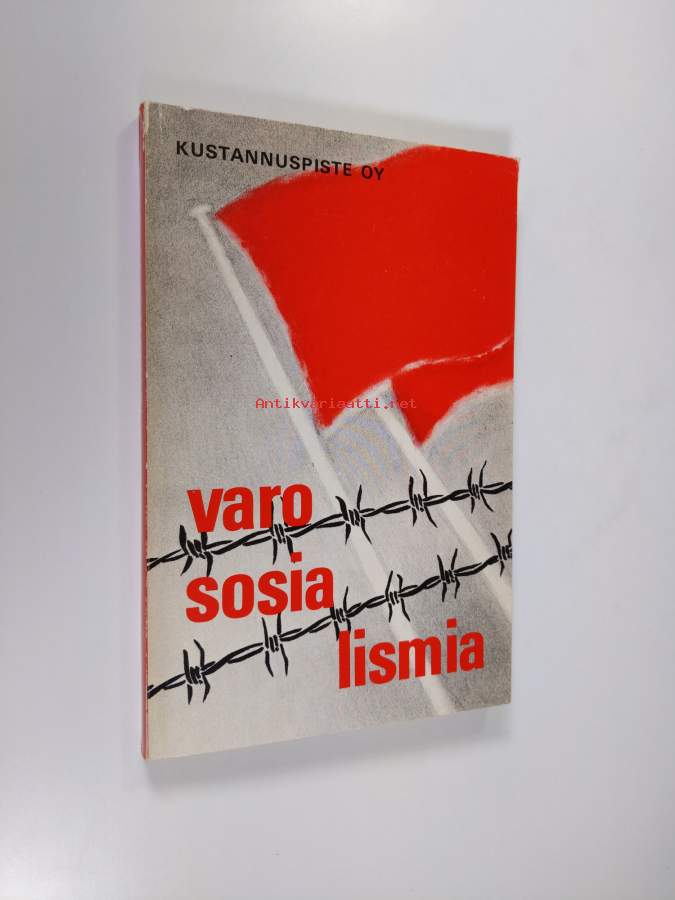 KUSTANNUSPISTE OY
Antikvariaatti.net
varo
sosia
lismia